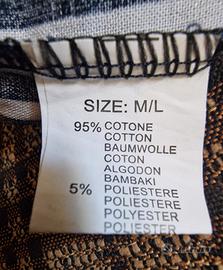 SIZE: M/L
95% COTONE
COTTON
BAUMWOLLE
COTON
ALGODON
BAMBAKI
5% POLIESTERE
POLIESTERE
POLYESTER
POLIESTER